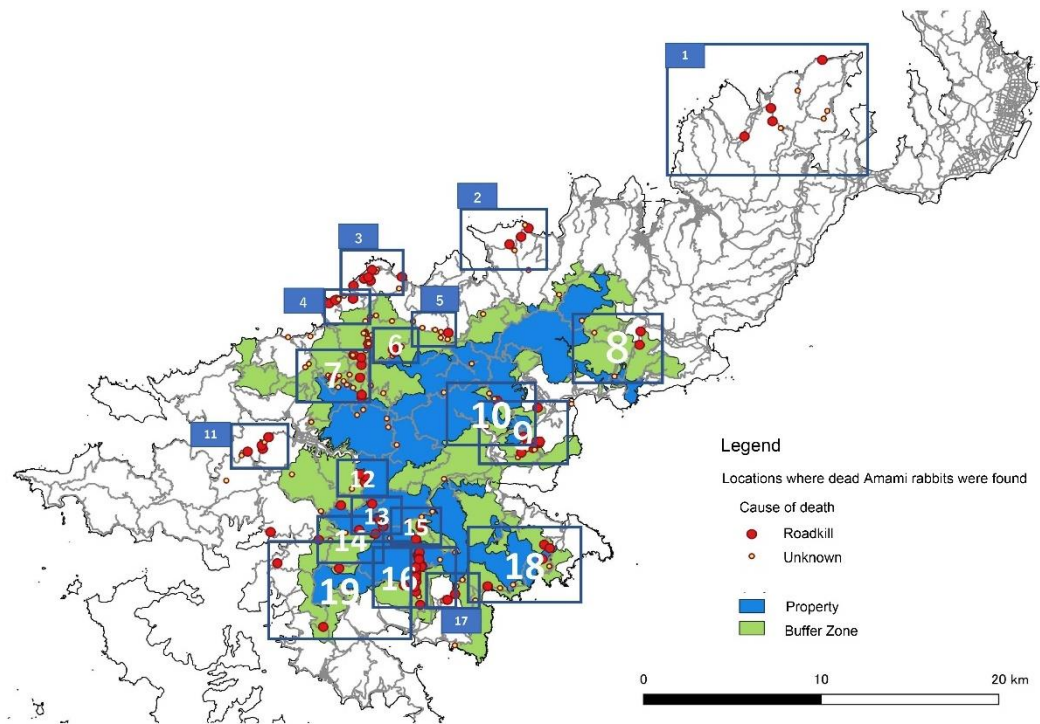 1
2
3
4
5
6
7
8
10
9
11
12
13
15
14
16
18
19
17
Legend
Locations where dead Amami rabbits were found
Cause of death
Roadkill
Unknown
Property
Buffer Zone
0 10 20 km